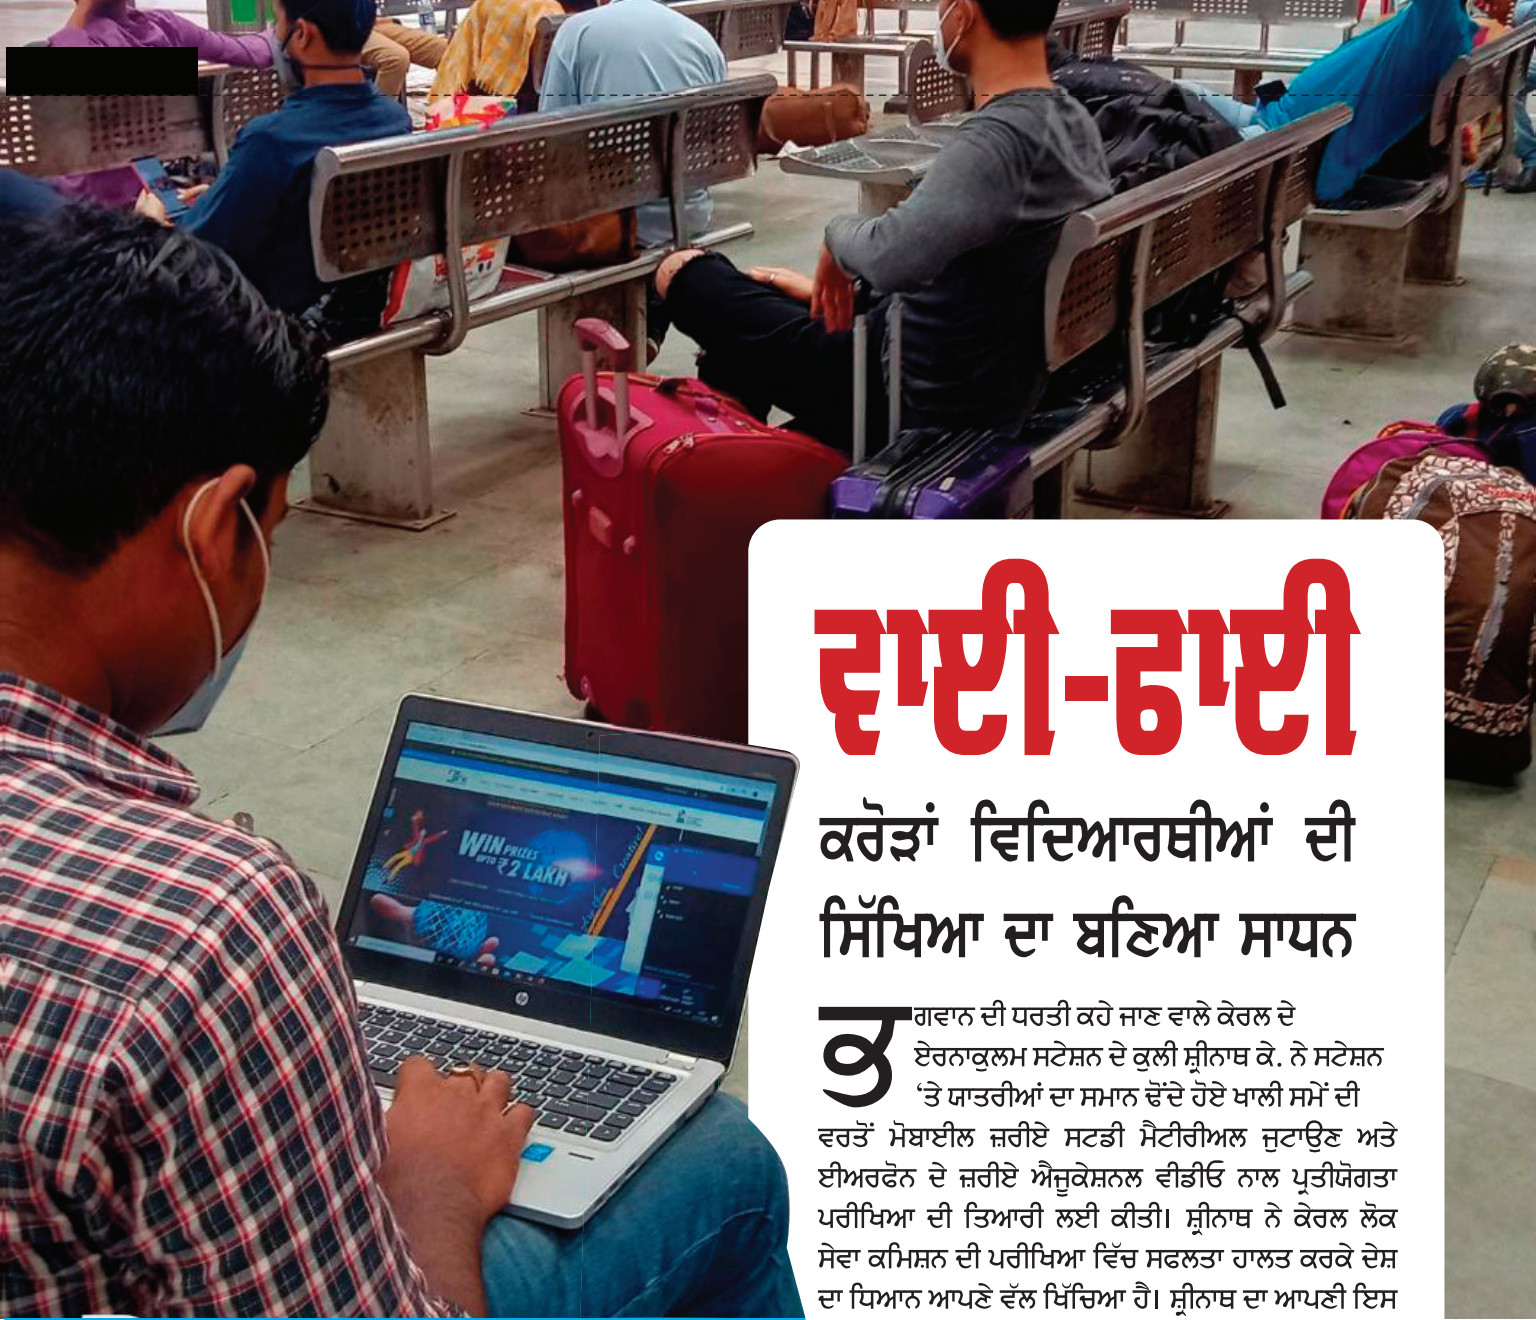 WIN PRIZES
UPTO ₹2 LAKH
hp
ਵਾਈ-ਫਾਈ
ਕਰੋੜਾਂ ਵਿਦਿਆਰਥੀਆਂ ਦੀ
ਸਿੱਖਿਆ ਦਾ ਬਣਿਆ ਸਾਧਨ
ਭਗਵਾਨ ਦੀ ਧਰਤੀ ਕਹੇ ਜਾਣ ਵਾਲੇ ਕੇਰਲ ਦੇ
ਏਰਨਾਕੁਲਮ ਸਟੇਸ਼ਨ ਦੇ ਕੁਲੀ ਸ਼੍ਰੀਨਾਥ ਕੇ. ਨੇ ਸਟੇਸ਼ਨ
‘ਤੇ ਯਾਤਰੀਆਂ ਦਾ ਸਮਾਨ ਢੋਂਦੇ ਹੋਏ ਖਾਲੀ ਸਮੇਂ ਦੀ
ਵਰਤੋਂ ਮੋਬਾਈਲ ਜ਼ਰੀਏ ਸਟਡੀ ਮੈਟੀਰੀਅਲ ਜੁਟਾਉਣ ਅਤੇ
ਈਅਰਫੋਨ ਦੇ ਜ਼ਰੀਏ ਐਜੂਕੇਸ਼ਨਲ ਵੀਡੀਓ ਨਾਲ ਪ੍ਰਤੀਯੋਗਤਾ
ਪਰੀਖਿਆ ਦੀ ਤਿਆਰੀ ਲਈ ਕੀਤੀ। ਸ਼੍ਰੀਨਾਥ ਨੇ ਕੇਰਲ ਲੋਕ
ਸੇਵਾ ਕਮਿਸ਼ਨ ਦੀ ਪਰੀਖਿਆ ਵਿੱਚ ਸਫਲਤਾ ਹਾਲਤ ਕਰਕੇ ਦੇਸ਼
ਦਾ ਧਿਆਨ ਆਪਣੇ ਵੱਲ ਖਿੱਚਿਆ ਹੈ। ਸ਼੍ਰੀਨਾਥ ਦਾ ਆਪਣੀ ਇਸ